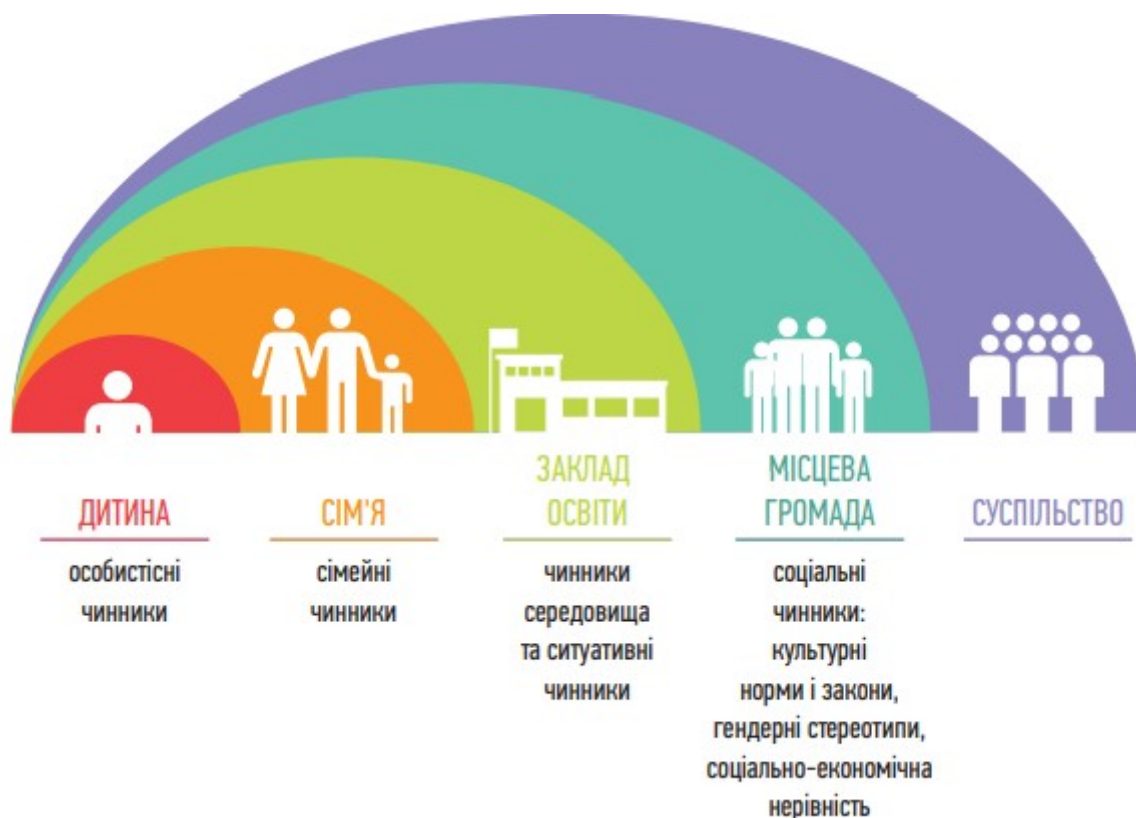 ДИТИНА
особистісні
чинники
СІМ'Я
сімейні
чинники
ЗАКЛАД
ОСВІТИ
чинники
середовища
та ситуативні
чинники
МІСЦЕВА
ГРОМАДА
соціальні
чинники:
культурні
норми і закони,
гендерні стереотипи,
соціально-економічна
нерівність
СУСПІЛЬСТВО